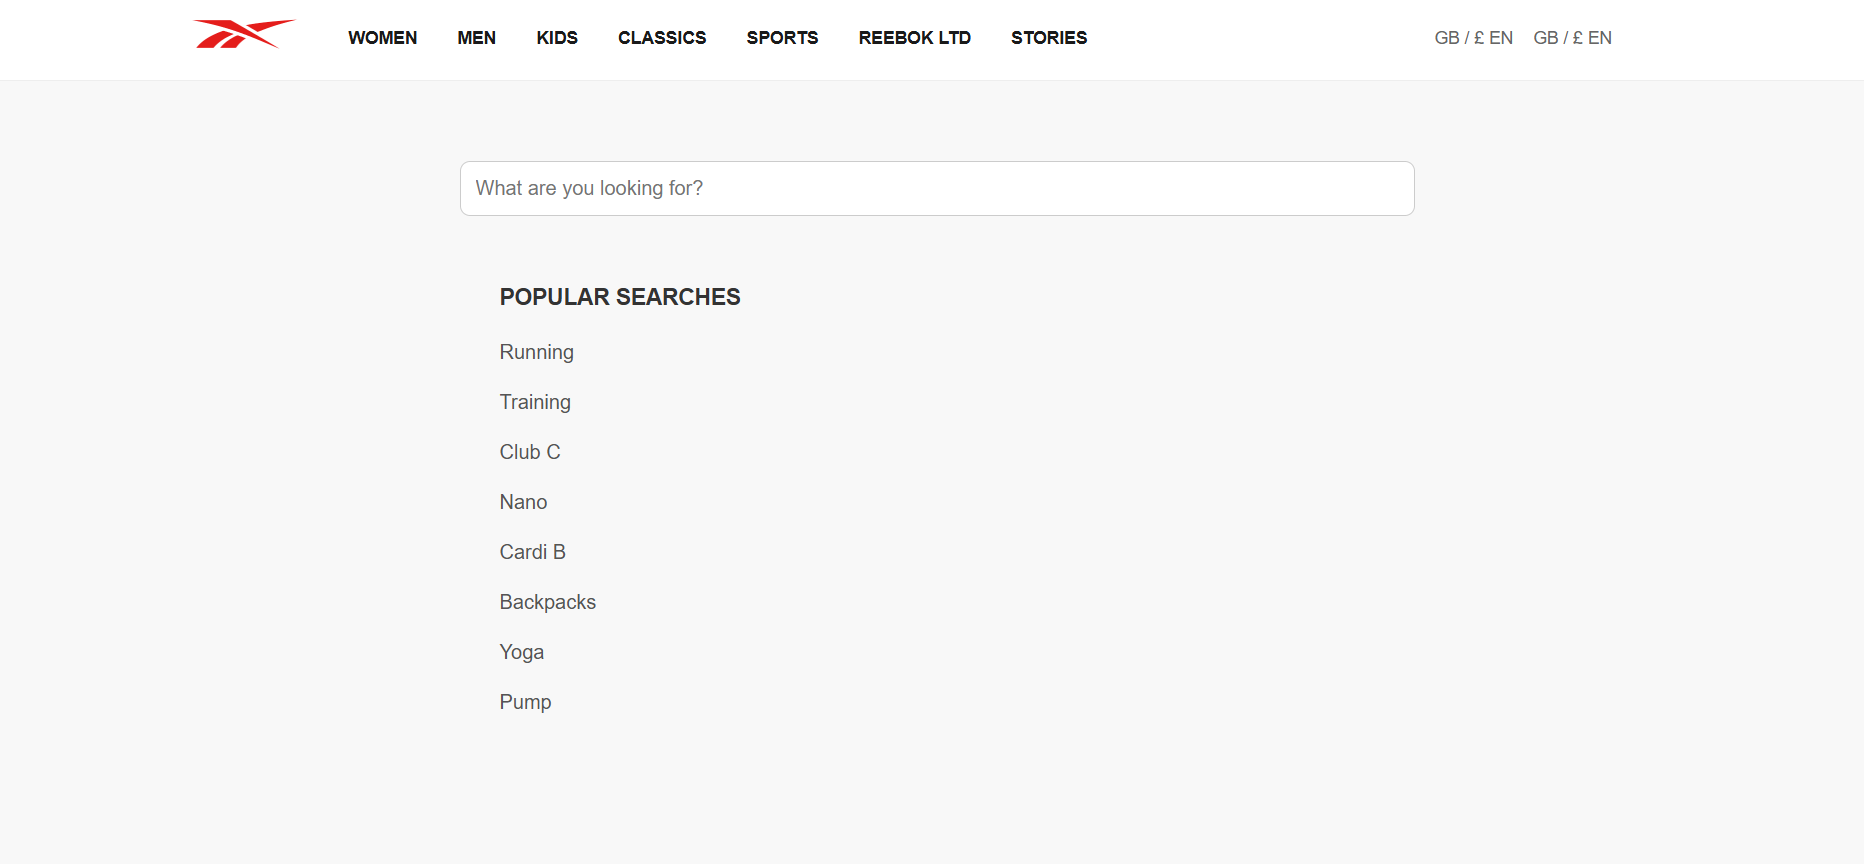 WOMEN MEN KIDS CLASSICS SPORTS REEBOK LTD STORIES GB / £ EN GB / £ EN
What are you looking for?
POPULAR SEARCHES
Running
Training
Club C
Nano
Cardi B
Backpacks
Yoga
Pump